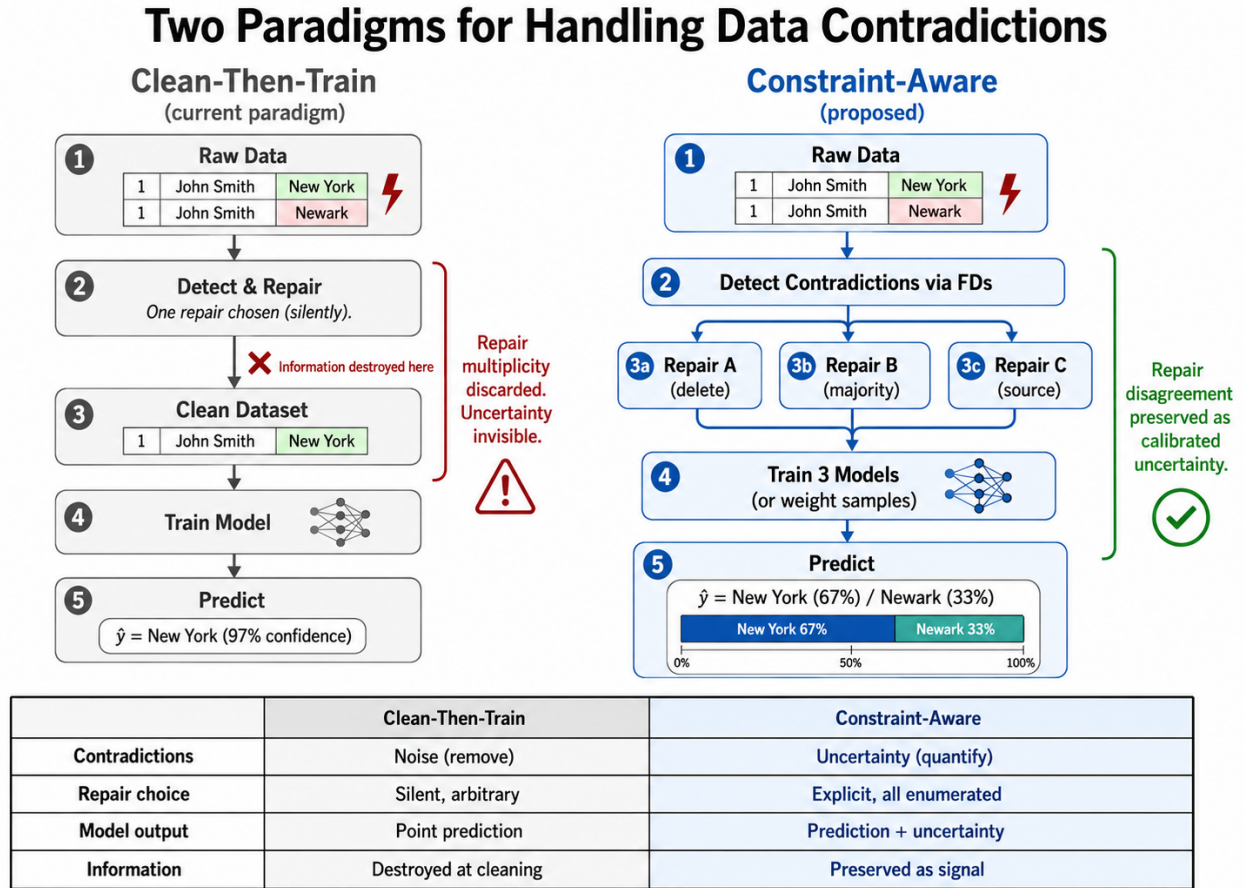 Two Paradigms for Handling Data Contradictions
Clean-Then-Train
(current paradigm)
1
Raw Data
1 John Smith New York
1 John Smith Newark
2
Detect & Repair
One repair chosen (silently).
Information destroyed here
3
Clean Dataset
1 John Smith New York
Repair
multiplicity
discarded.
Uncertainty
invisible.
4
Train Model
5
Predict
ŷ = New York (97% confidence)
Constraint-Aware
(proposed)
1
Raw Data
1 John Smith New York
1 John Smith Newark
2
Detect Contradictions via FDs
3a Repair A
(delete)
3b Repair B
(majority)
3c Repair C
(source)
4
Train 3 Models
(or weight samples)
5
Predict
ŷ = New York (67%) / Newark (33%)
New York 67% Newark 33%
0% 50% 100%
Repair
disagreement
preserved as
calibrated
uncertainty.
Clean-Then-Train Constraint-Aware
Contradictions Noise (remove) Uncertainty (quantify)
Repair choice Silent, arbitrary Explicit, all enumerated
Model output Point prediction Prediction + uncertainty
Information Destroyed at cleaning Preserved as signal